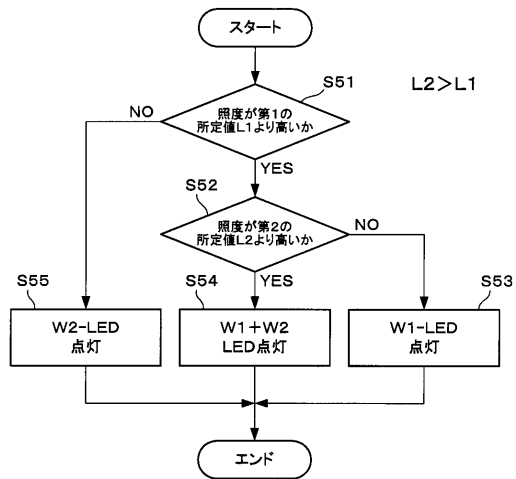 スタート
S51
L2>L1
照度が第1の
所定値L1より高いか
NO
YES
S52
照度が第2の
所定値L2より高いか
NO
YES
S55
S54
S53
W2-LED
点灯
W1+W2
LED点灯
W1-LED
点灯
エンド